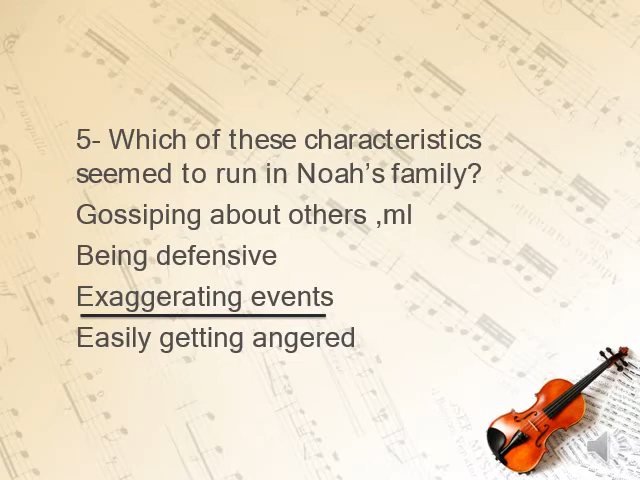 5- Which of these characteristics
seemed to run in Noah’s family?
Gossiping about others ,ml
Being defensive
Exaggerating events
Easily getting angered